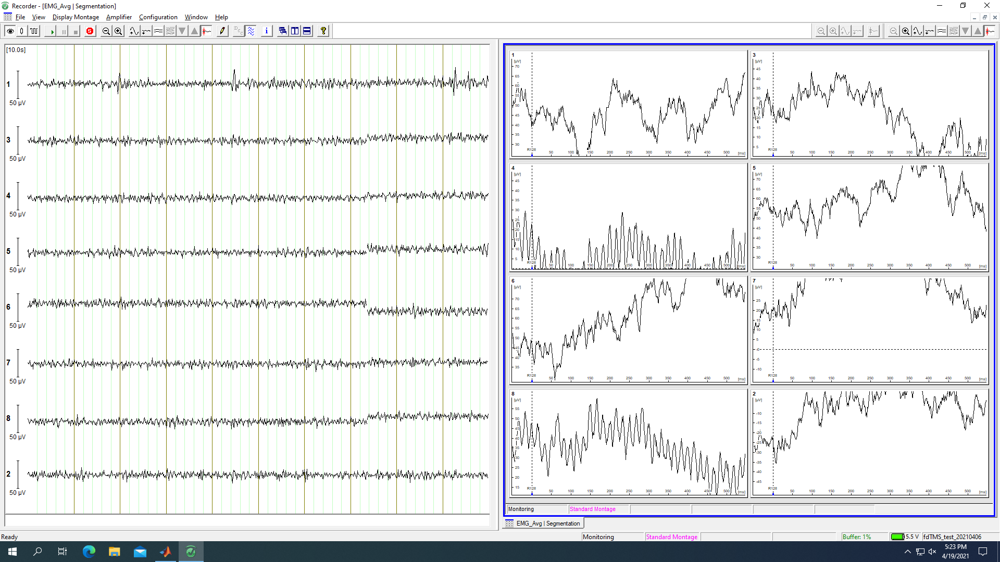 Recorder - [EMG_Avg | Segmentation]
File View Display Montage Amplifier Configuration Window Help
[10.0s]
1
50 µV
3
50 µV
4
50 µV
5
50 µV
6
50 µV
7
50 µV
8
50 µV
2
50 µV
1
[µV]
70
65
60
55
50
45
40
35
30
R128 50 100 150 200 250 300 350 400 450 500 [ms]
3
[µV]
45
40
35
30
25
20
15
10
5
R128 50 100 150 200 250 300 350 400 450 500 [ms]
4
[µV]
45
40
35
30
25
20
15
10
5
R128 50 100 150 200 250 300 350 400 450 500 [ms]
5
[µV]
70
65
60
55
50
45
40
35
30
R128 50 100 150 200 250 300 350 400 450 500 [ms]
6
[µV]
70
65
60
55
50
45
40
35
R128 50 100 150 200 250 300 350 400 450 500 [ms]
7
[µV]
25
20
15
10
5
-0
-5
-10
R128 50 100 150 200 250 300 350 400 450 500 [ms]
8
[µV]
55
50
45
40
35
30
25
20
15
R128 50 100 150 200 250 300 350 400 450 500 [ms]
2
[µV]
-10
-15
-20
-25
-30
-35
-40
-45
R128 50 100 150 200 250 300 350 400 450 500 [ms]
Monitoring Standard Montage
EMG_Avg | Segmentation
Ready Monitoring Standard Montage Buffer: 1% 5.5 V fdTMS_test_20210406
5:23 PM
4/19/2021